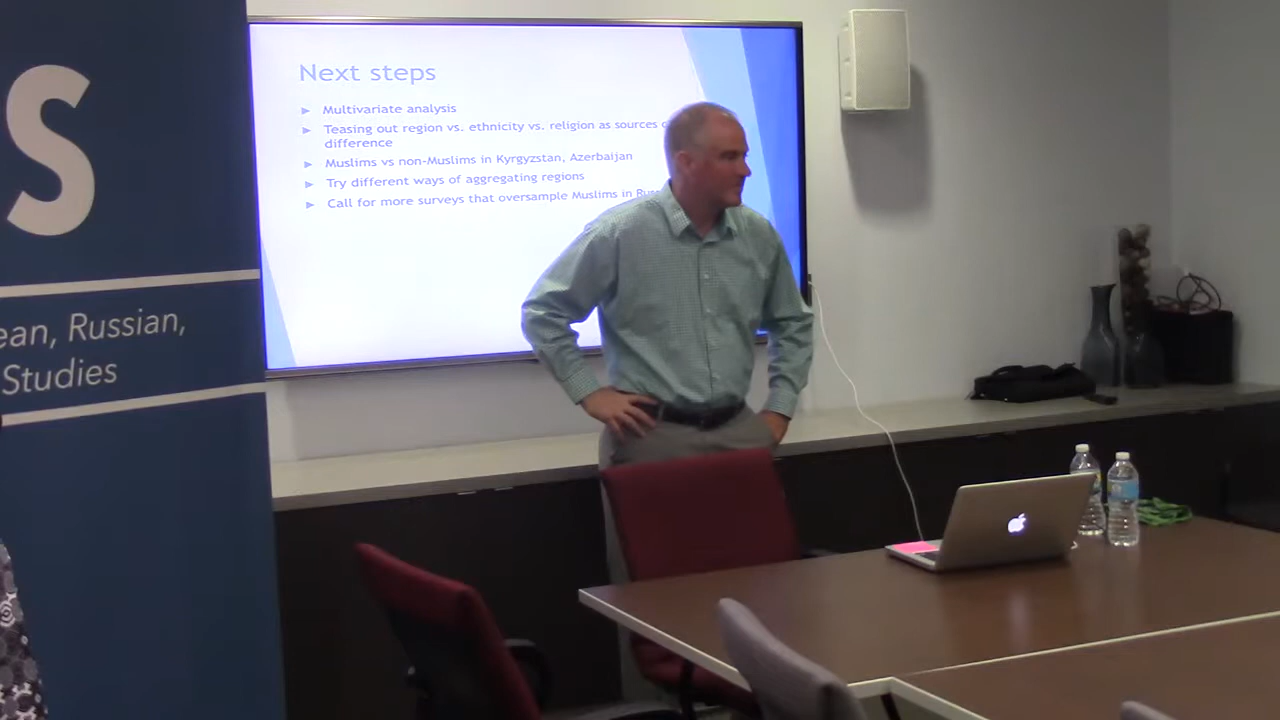 S
ean, Russian,
Studies
Next steps
Multivariate analysis
Teasing out region vs. ethnicity vs. religion as sources
difference
Muslims vs non-Muslims in Kyrgyzstan, Azerbaijan
Try different ways of aggregating regions
Call for more surveys that oversample Muslims in